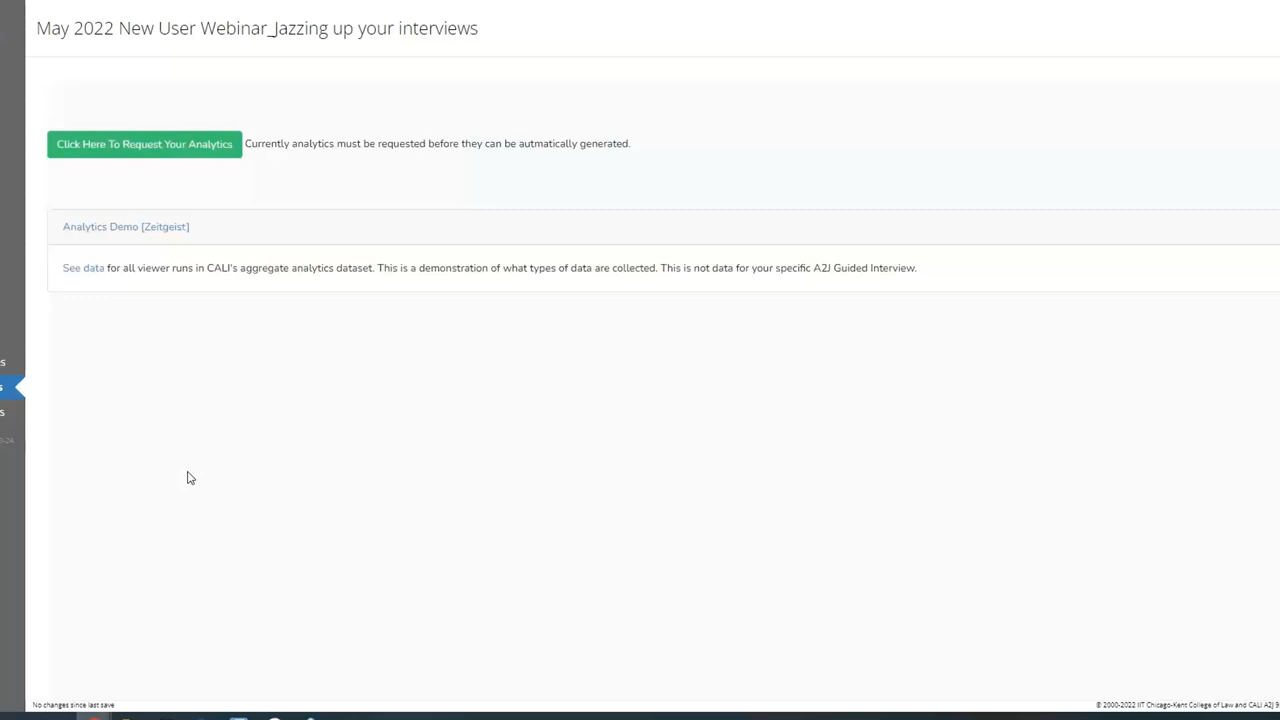 May 2022 New User Webinar_Jazzing up your interviews
Click Here To Request Your Analytics Currently analytics must be requested before they can be autmatically generated.
Analytics Demo [Zeitgeist]
See data for all viewer runs in CALI's aggregate analytics dataset. This is a demonstration of what types of data are collected. This is not data for your specific A2J Guided Interview.
s
s
s
-24
No changes since last save
© 2000-2022 IIT Chicago-Kent College of Law and CALI A2J 9